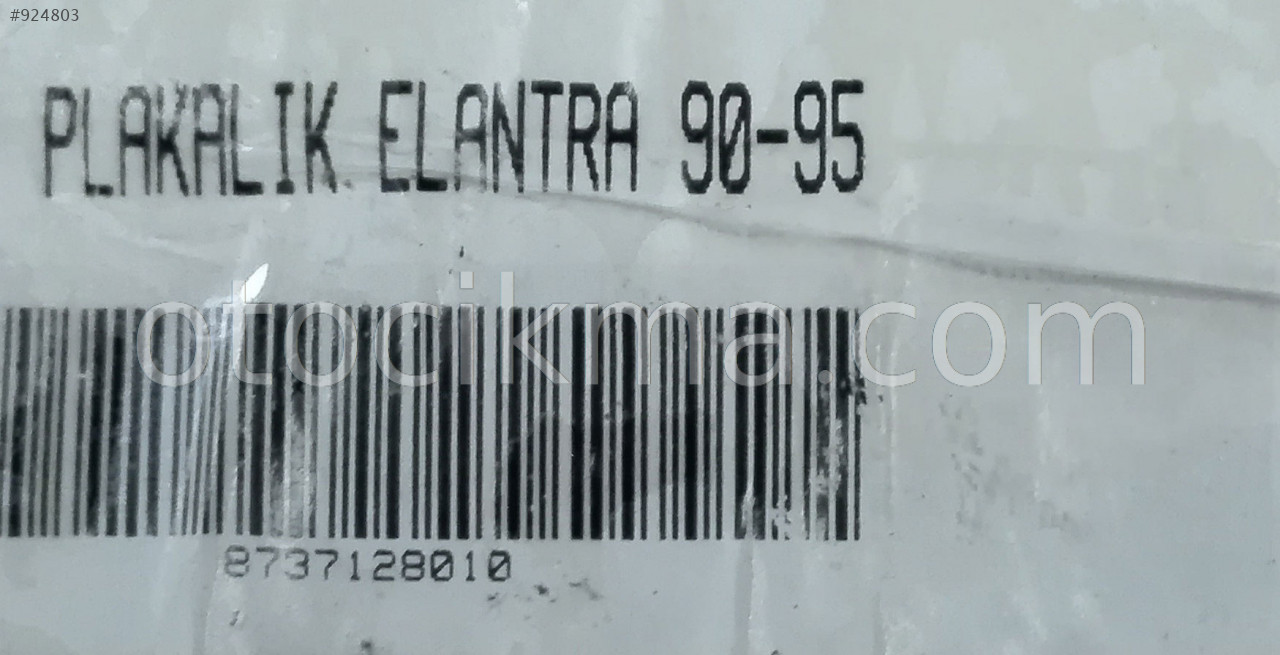 #924803
PLAKALIK. ELANTRA 90-95
otocikma.com
8737128010